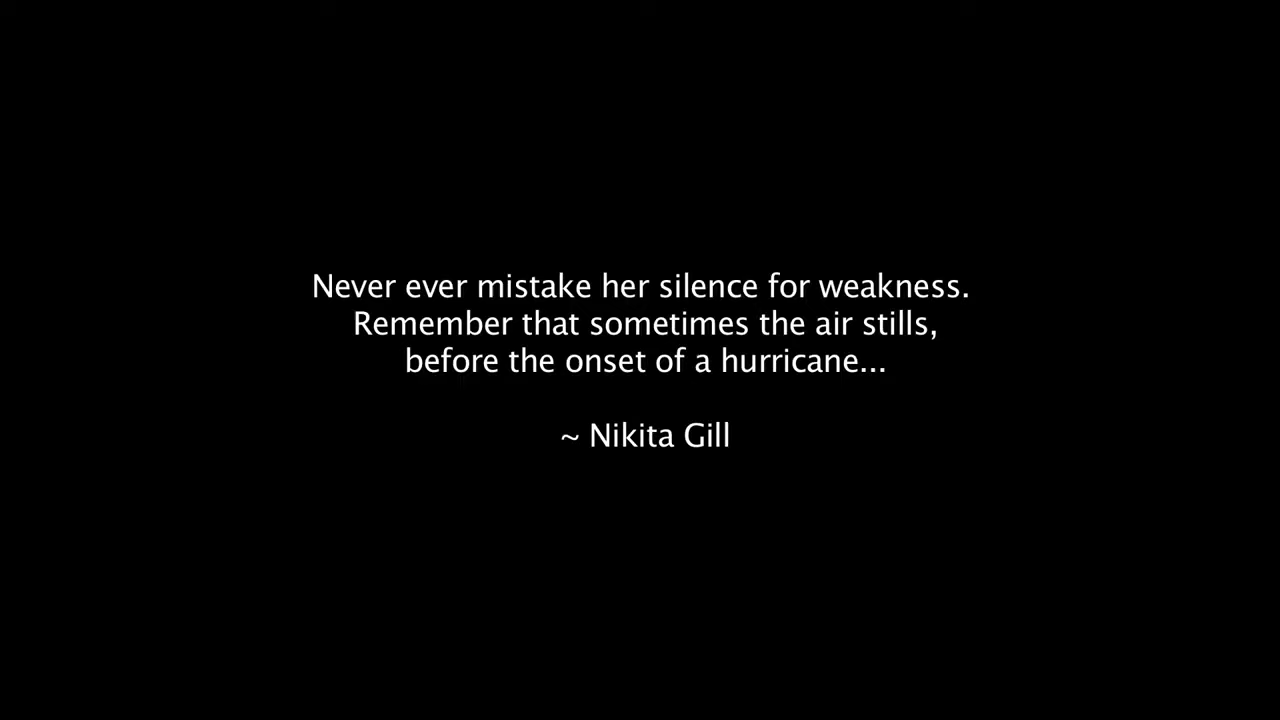 Never ever mistake her silence for weakness.
Remember that sometimes the air stills,
before the onset of a hurricane...
~ Nikita Gill